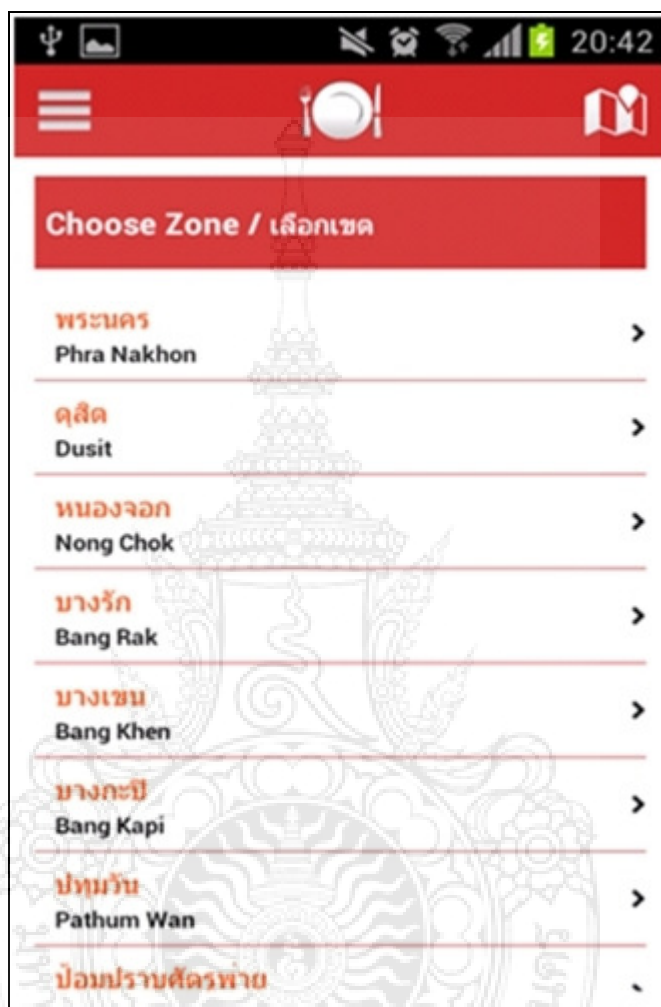 20:42
Choose Zone / เลือกเขต
พระนคร
Phra Nakhon
ดุสิต
Dusit
หนองจอก
Nong Chok
บางรัก
Bang Rak
บางเขน
Bang Khen
บางกะปิ
Bang Kapi
ปทุมวัน
Pathum Wan
ป้อมปราบศัตรูพ่าย